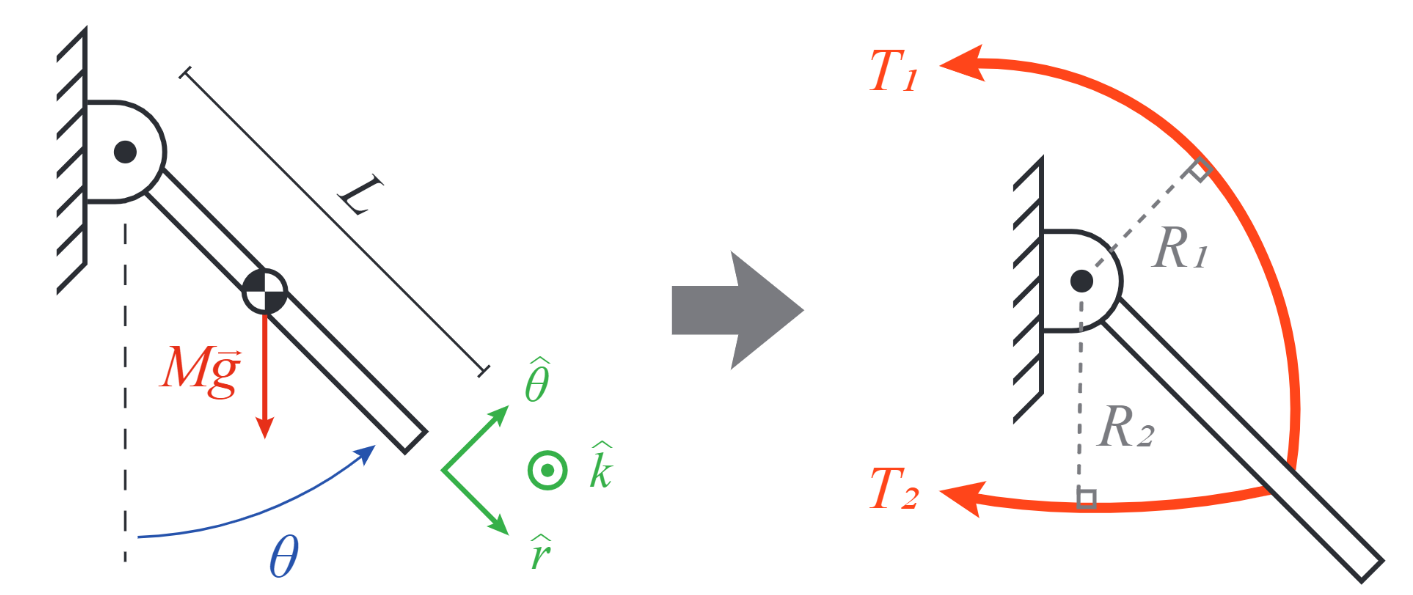 L
Mg⃗
θ
θ̂
k̂
r̂
T₁
R₁
R₂
T₂